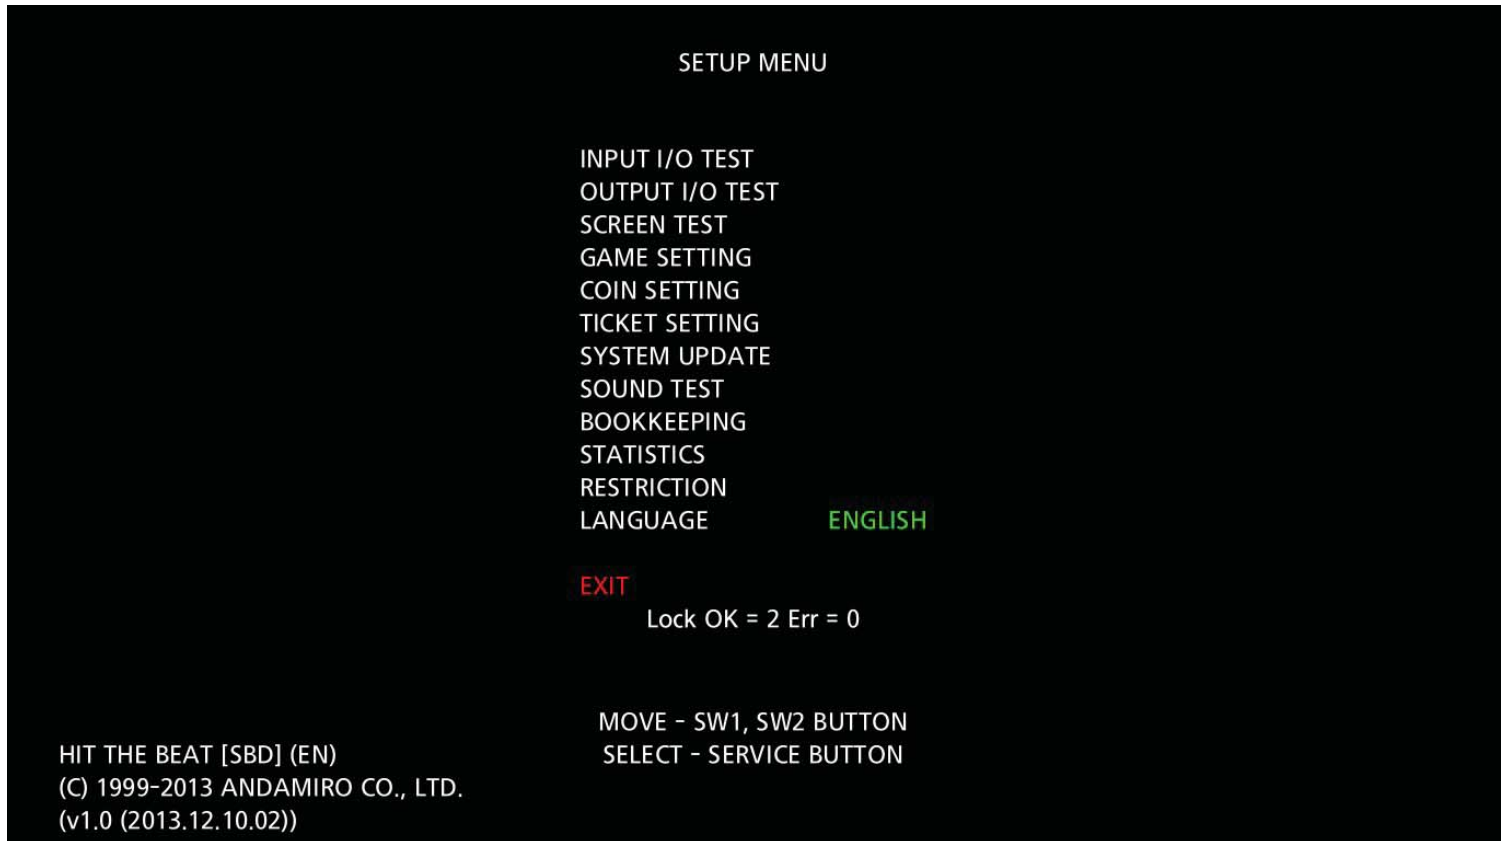 SETUP MENU
INPUT I/O TEST
OUTPUT I/O TEST
SCREEN TEST
GAME SETTING
COIN SETTING
TICKET SETTING
SYSTEM UPDATE
SOUND TEST
BOOKKEEPING
STATISTICS
RESTRICTION
LANGUAGE ENGLISH
EXIT
Lock OK = 2 Err = 0
MOVE - SW1, SW2 BUTTON
SELECT - SERVICE BUTTON
HIT THE BEAT [SBD] (EN)
(C) 1999-2013 ANDAMIRO CO., LTD.
(v1.0 (2013.12.10.02))